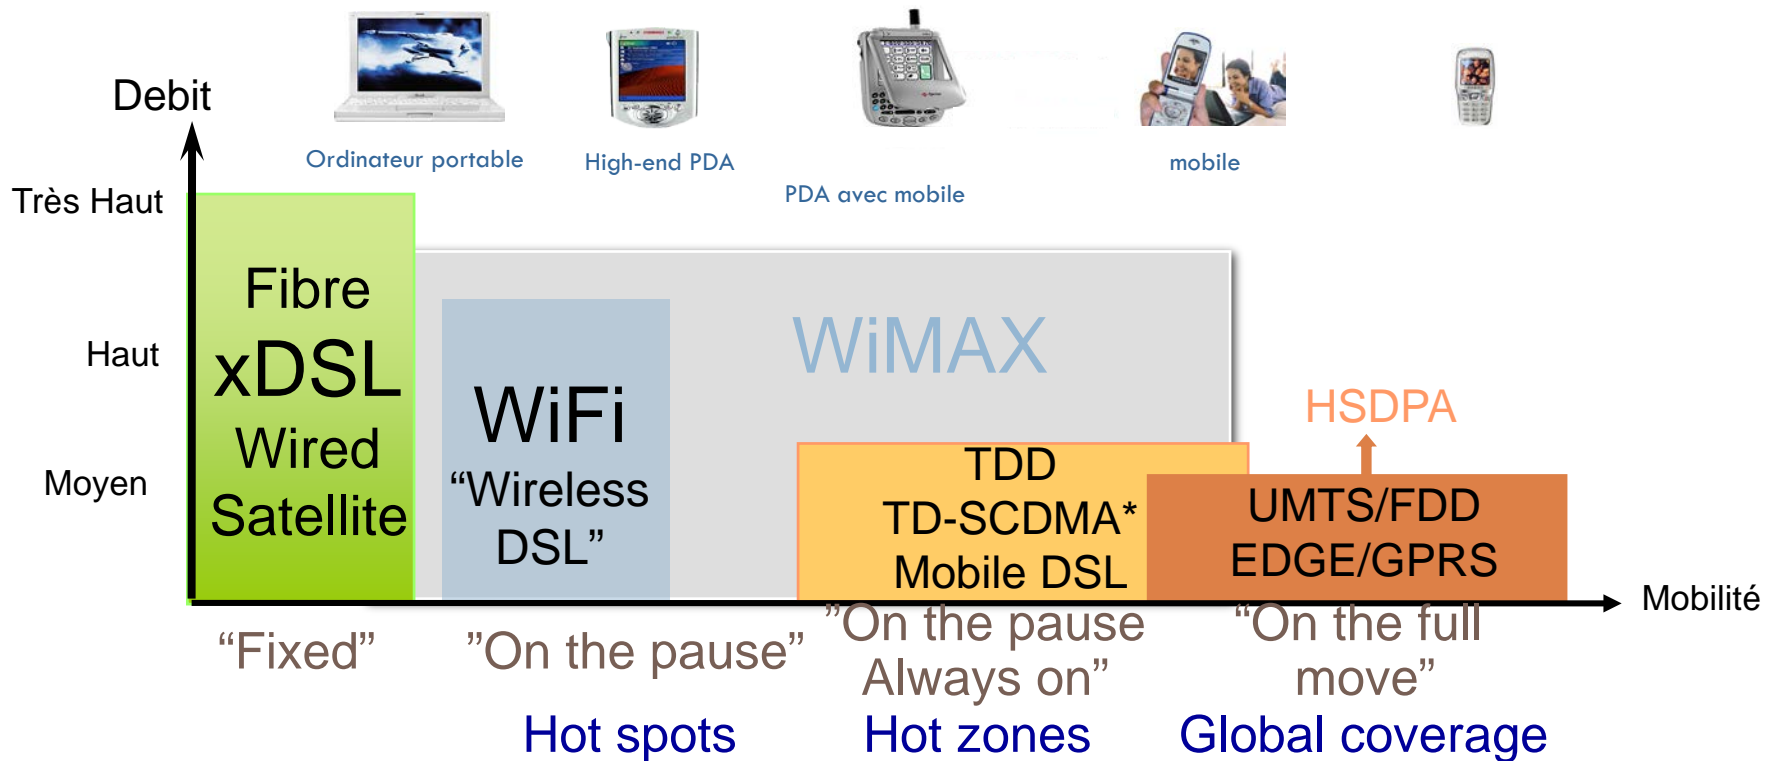 Debit
Ordinateur portable
High-end PDA
PDA avec mobile
mobile
Très Haut
Haut
Moyen
Fibre
xDSL
Wired
Satellite
WiFi
“Wireless
DSL”
WiMAX
TDD
TD-SCDMA*
Mobile DSL
HSDPA
UMTS/FDD
EDGE/GPRS
Mobilité
“Fixed”
”On the pause”
”On the pause
Always on”
“On the full
move”
Hot spots
Hot zones
Global coverage